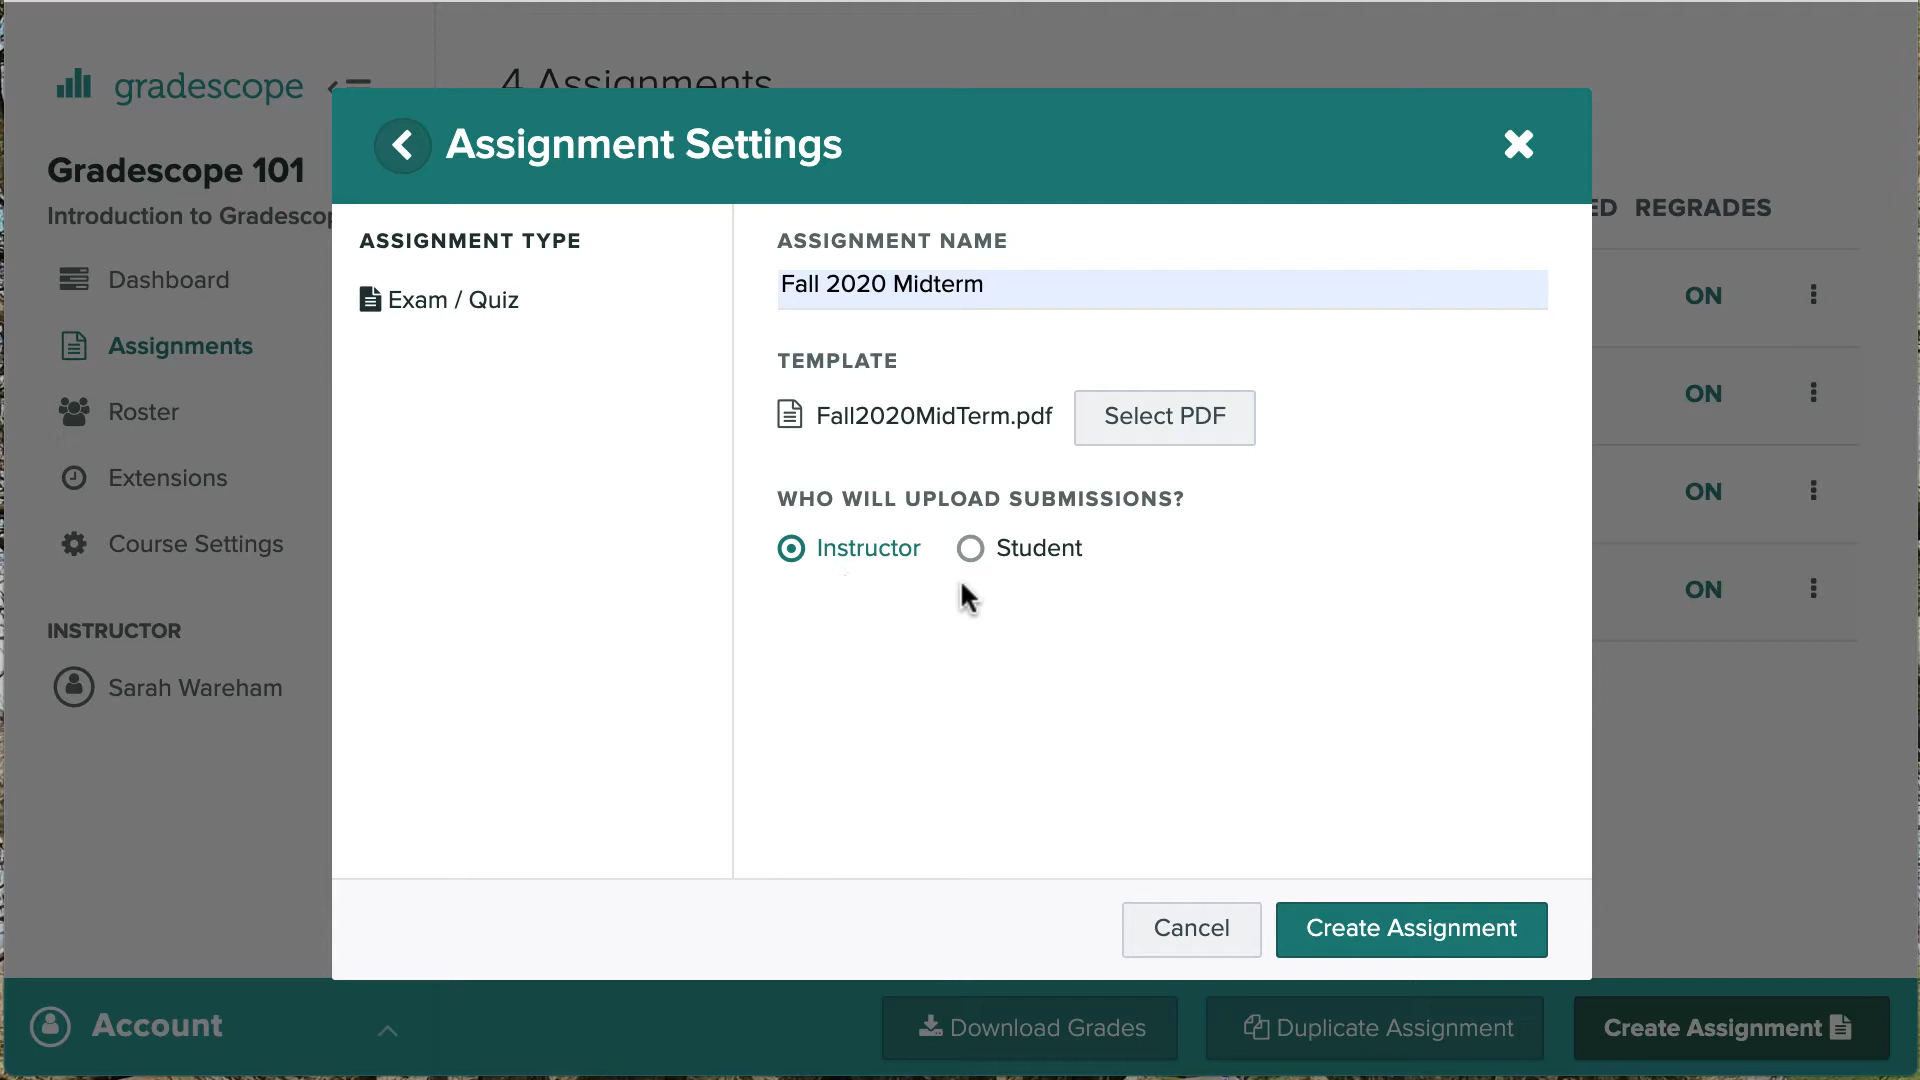 gradescope
4 Assignments
Gradescope 101
Introduction to Gradescop
Dashboard
Assignments
Roster
Extensions
Course Settings
INSTRUCTOR
Sarah Wareham
Account
Assignment Settings
ASSIGNMENT TYPE
Exam / Quiz
ASSIGNMENT NAME
Fall 2020 Midterm
TEMPLATE
Fall2020MidTerm.pdf
Select PDF
WHO WILL UPLOAD SUBMISSIONS?
Instructor
Student
Cancel
Create Assignment
ED REGRADES
ON
ON
ON
ON
Download Grades
Duplicate Assignment
Create Assignment